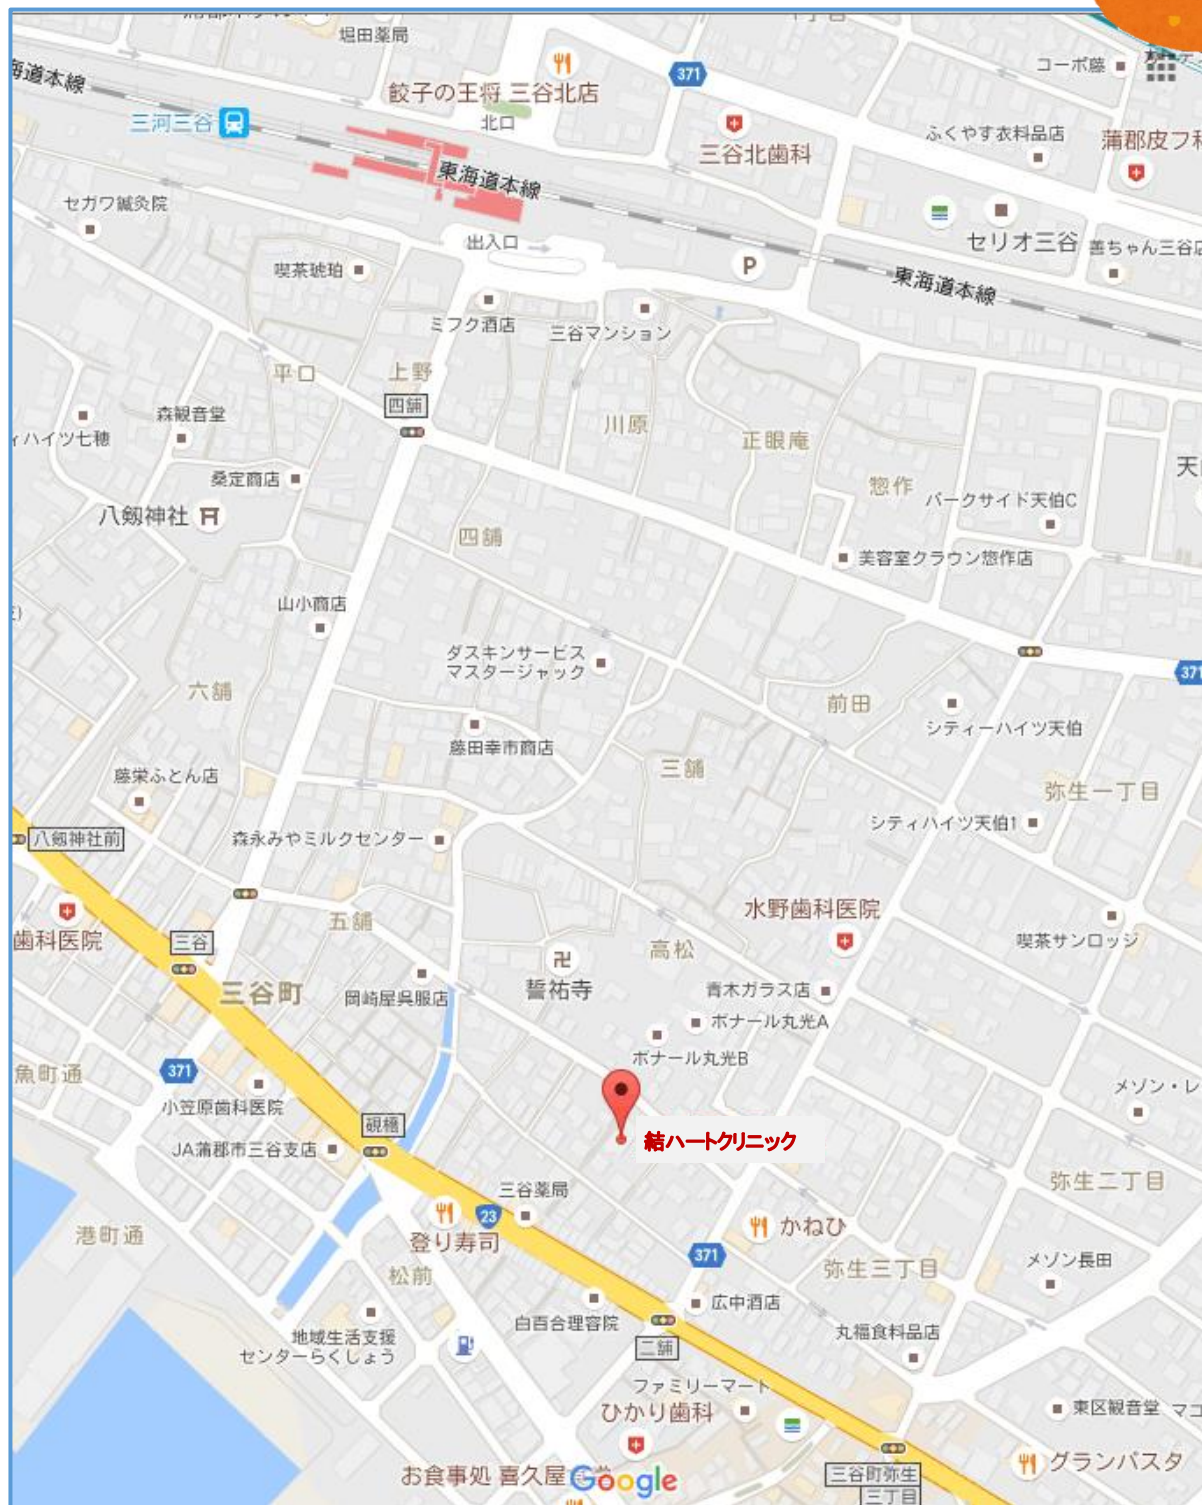 堀田薬局
コーポ藤
371
海道本線
餃子の王将 三谷北店
北口
三河三谷
ふくやす衣料品店
蒲郡皮フ科
三谷北歯科
東海道本線
セガワ鍼灸院
出入口
セリオ三谷
善ちゃん三谷店
喫茶琥珀
P
東海道本線
ミフク酒店
三谷マンション
平口
上野
四舗
森観音堂
川原
正眼庵
ィハイツ七穂
天
桑定商店
惣作
パークサイド天伯C
八剱神社
四舗
美容室クラウン惣作店
山小商店
ダスキンサービス
マスタージャック
371
六舗
前田
シティーハイツ天伯
藤田幸市商店
三舗
藤栄ふとん店
弥生一丁目
シティハイツ天伯1
八剱神社前
森永みやミルクセンター
水野歯科医院
五舗
歯科医院
三谷
高松
喫茶サンロッジ
三谷町
岡崎屋呉服店
卍
誓祐寺
青木ガラス店
ボナール丸光A
ボナール丸光B
魚町通
371
メゾン・レ
小笠原歯科医院
硯橋
結ハートクリニック
JA蒲郡市三谷支店
三谷薬局
弥生二丁目
23
港町通
登り寿司
かねひ
371
松前
弥生三丁目
メゾン長田
広中酒店
白百合理容院
丸福食料品店
地域生活支援
センターらくしょう
二舗
ファミリーマート
ひかり歯科
東区観音堂
マコ
お食事処 喜久屋
Google
三谷町弥生
三丁目
グランパスタ